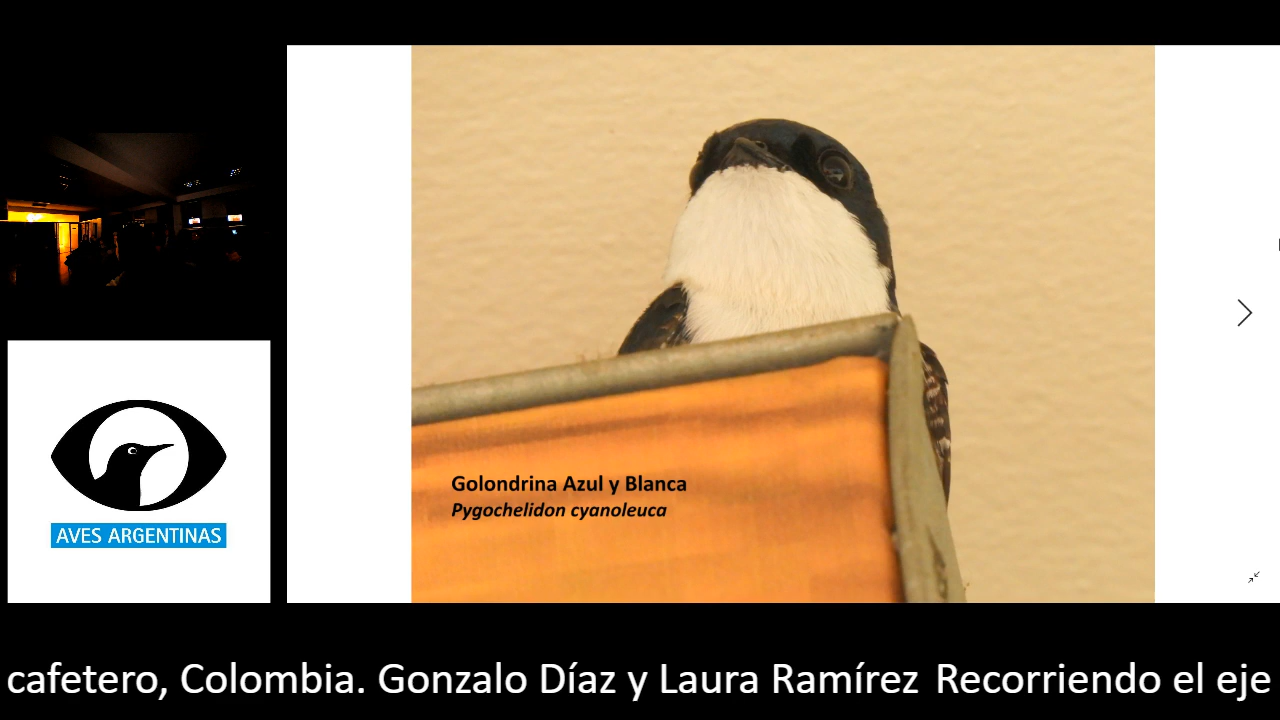 Golondrina Azul y Blanca
Pygochelidon cyanoleuca
AVES ARGENTINAS
cafetero, Colombia. Gonzalo Díaz y Laura Ramírez Recorriendo el eje